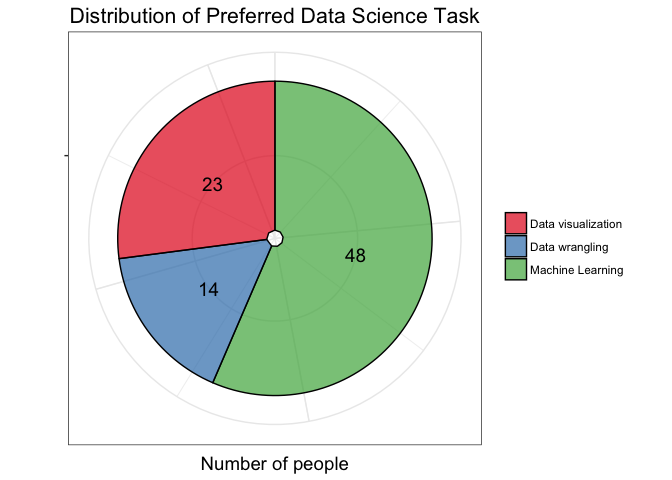 Distribution of Preferred Data Science Task
23
48
14
Data visualization
Data wrangling
Machine Learning
Number of people